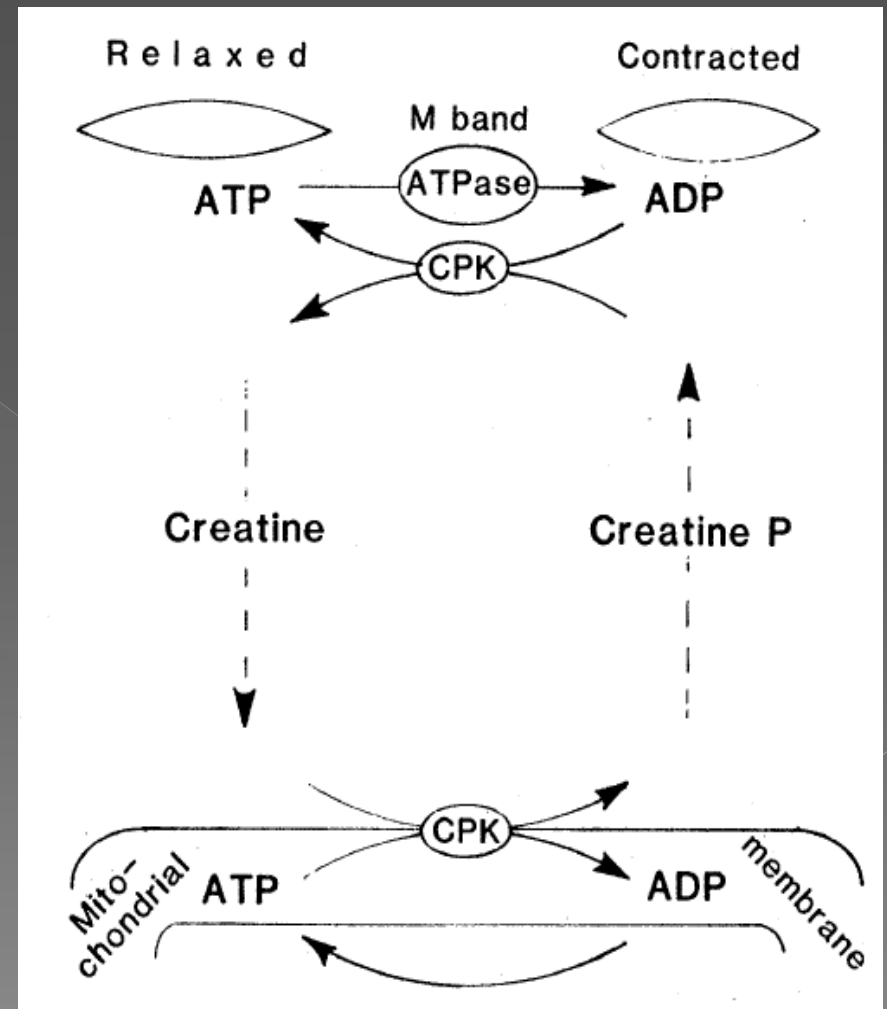 Relaxed
Contracted
M band
ATP
ATPase
ADP
CPK
Creatine
Creatine P
CPK
Mito-
chondrial
ATP
ADP
membrane